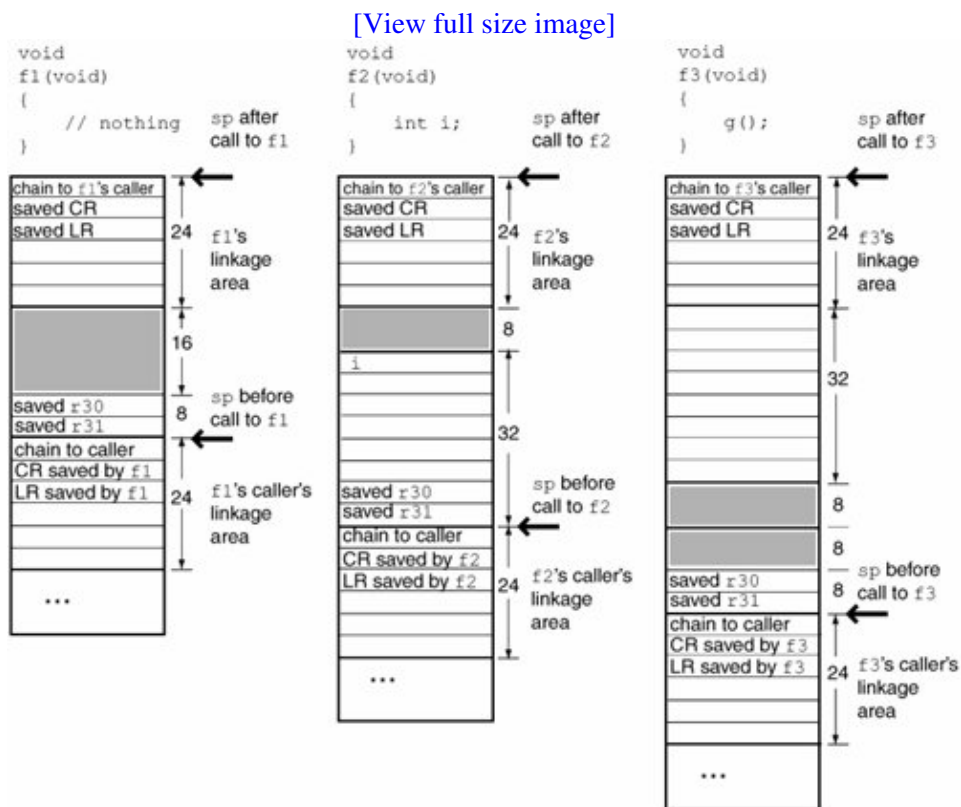 [View full size image]
void
f1(void)
{
// nothing
}
sp after
call to f1
chain to f1's caller
saved CR
saved LR
24
f1's
linkage
area
16
saved r30
saved r31
8
sp before
call to f1
chain to caller
CR saved by f1
LR saved by f1
24
f1's caller's
linkage
area
...
void
f2(void)
{
int i;
}
sp after
call to f2
chain to f2's caller
saved CR
saved LR
24
f2's
linkage
area
8
i
32
saved r30
saved r31
sp before
call to f2
chain to caller
CR saved by f2
LR saved by f2
24
f2's caller's
linkage
area
...
void
f3(void)
{
g();
}
sp after
call to f3
chain to f3's caller
saved CR
saved LR
24
f3's
linkage
area
32
8
8
saved r30
saved r31
8
sp before
call to f3
chain to caller
CR saved by f3
LR saved by f3
24
f3's caller's
linkage
area
...